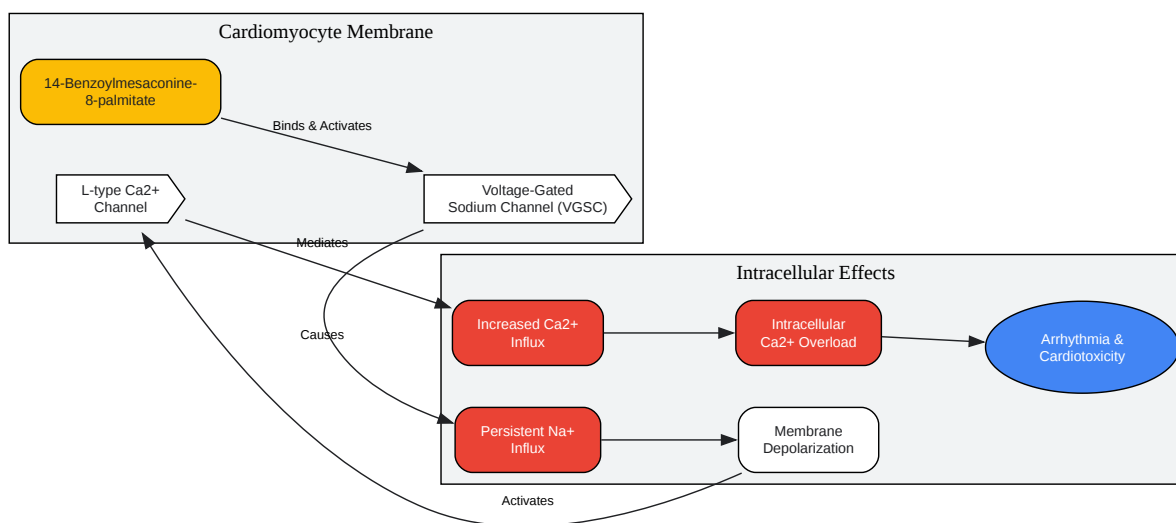 Cardiomyocyte Membrane
14-Benzoylmesaconine-
8-palmitate
Binds & Activates
L-type Ca2+
Channel
Voltage-Gated
Sodium Channel (VGSC)
Mediates
Intracellular Effects
Causes
Increased Ca2+
Influx
Intracellular
Ca2+ Overload
Arrhythmia &
Cardiotoxicity
Persistent Na+
Influx
Membrane
Depolarization
Activates